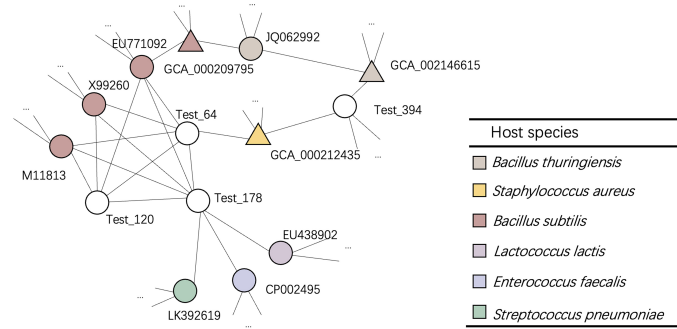 ...
...
...
EU771092
JQ062992
...
GCA_000209795
GCA_002146615
...
X99260
...
Test_64
Test_394
...
GCA_000212435
...
M11813
Test_178
Test_120
EU438902
...
CP002495
...
LK392619
...
Host species
Bacillus thuringiensis
Staphylococcus aureus
Bacillus subtilis
Lactococcus lactis
Enterococcus faecalis
Streptococcus pneumoniae